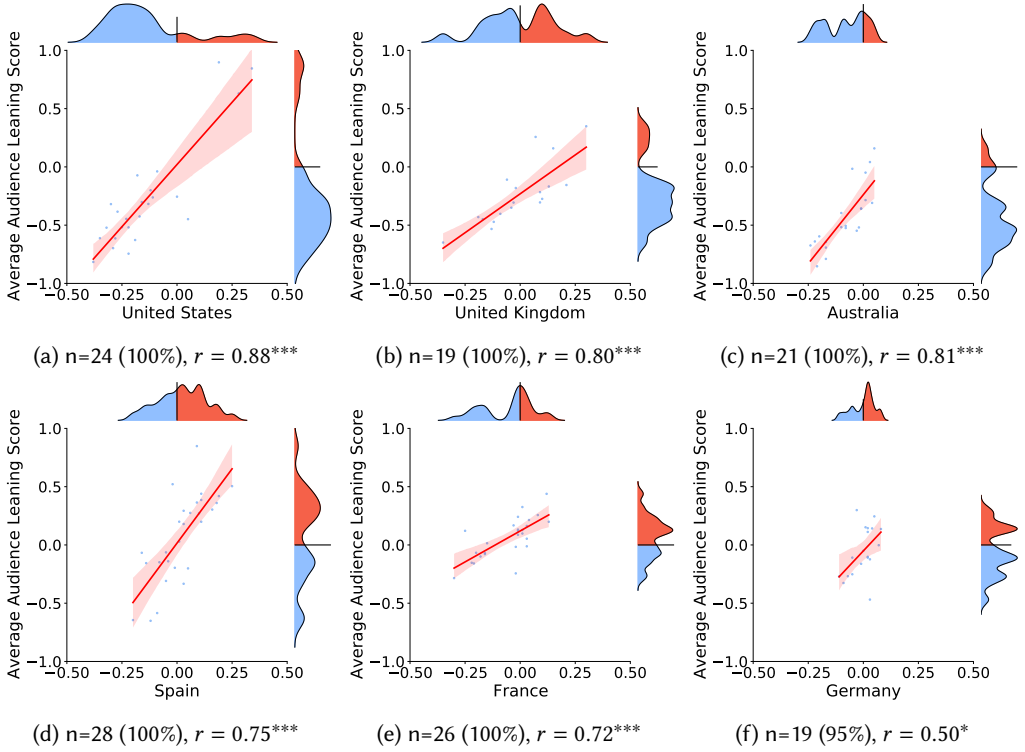 Average Audience Leaning Score
1.0
0.5
0.0
−0.5
−1.0
−0.50 −0.25 0.00 0.25 0.50
United States
(a) n=24 (100%), r = 0.88***
Average Audience Leaning Score
1.0
0.5
0.0
−0.5
−1.0
−0.50 −0.25 0.00 0.25 0.50
United Kingdom
(b) n=19 (100%), r = 0.80***
Average Audience Leaning Score
1.0
0.5
0.0
−0.5
−1.0
−0.50 −0.25 0.00 0.25 0.50
Australia
(c) n=21 (100%), r = 0.81***
Average Audience Leaning Score
1.0
0.5
0.0
−0.5
−1.0
−0.50 −0.25 0.00 0.25 0.50
Spain
(d) n=28 (100%), r = 0.75***
Average Audience Leaning Score
1.0
0.5
0.0
−0.5
−1.0
−0.50 −0.25 0.00 0.25 0.50
France
(e) n=26 (100%), r = 0.72***
Average Audience Leaning Score
1.0
0.5
0.0
−0.5
−1.0
−0.50 −0.25 0.00 0.25 0.50
Germany
(f) n=19 (95%), r = 0.50*